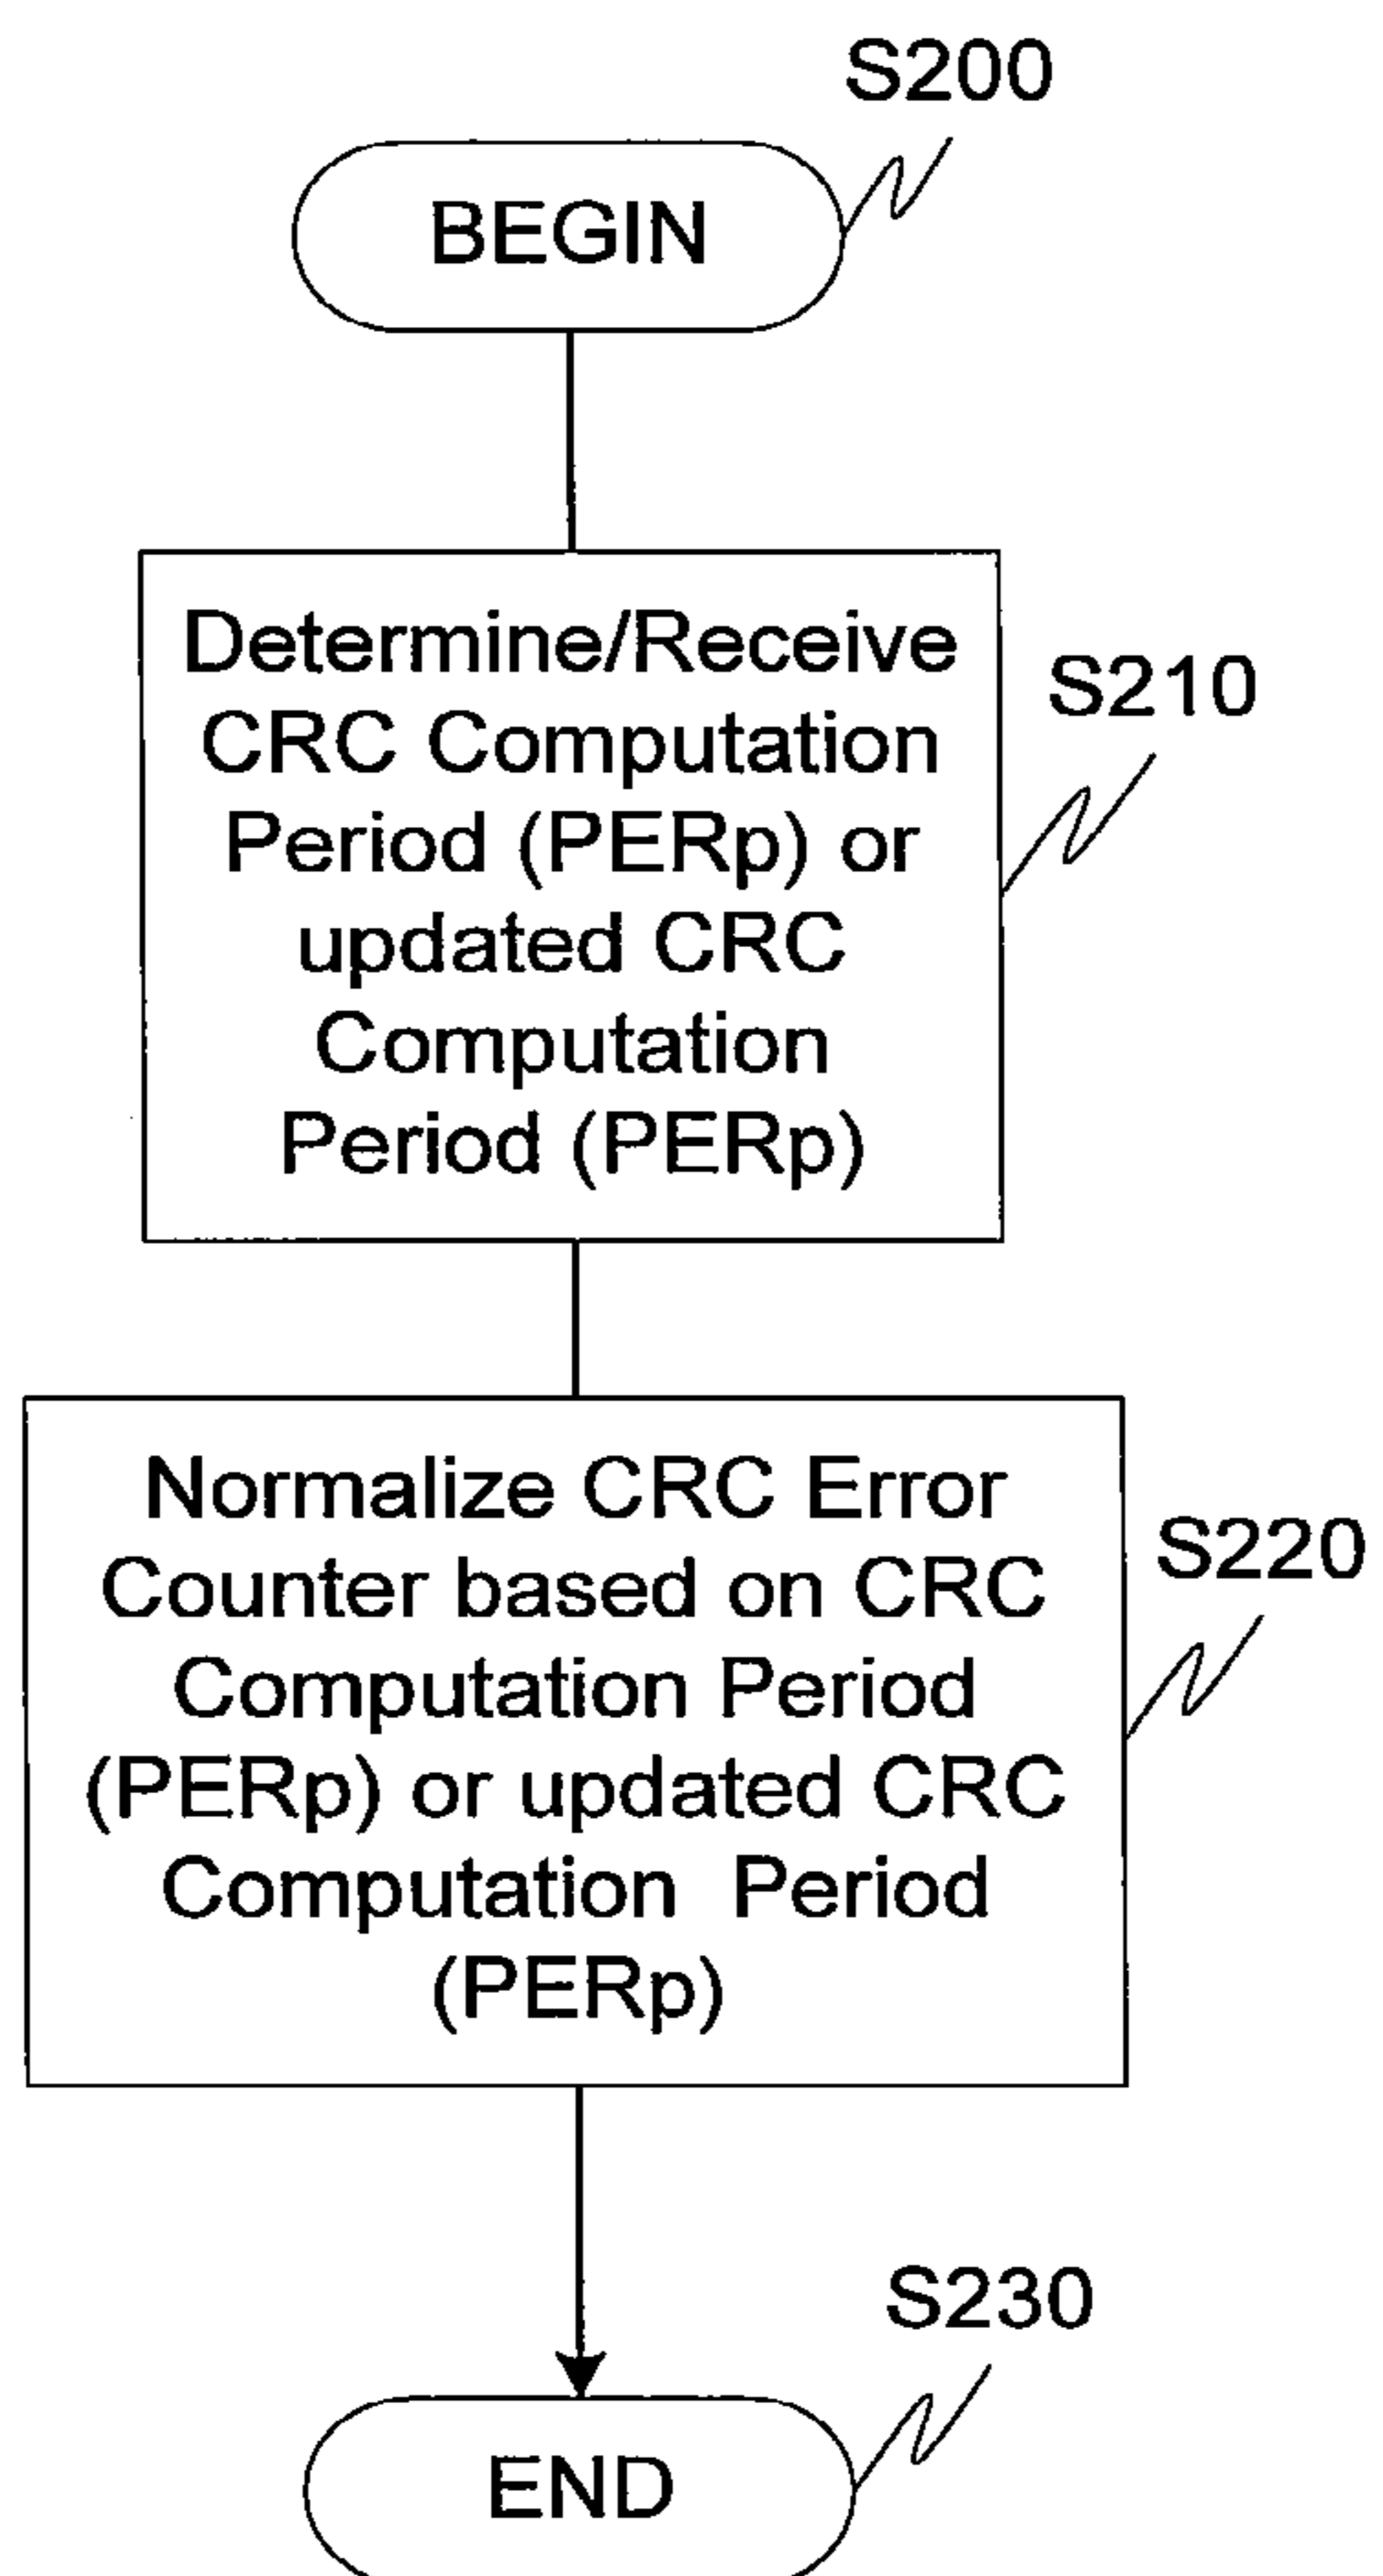 S200
BEGIN
Determine/Receive
CRC Computation
Period (PERp) or
updated CRC
Computation
Period (PERp)
S210
Normalize CRC Error
Counter based on CRC
Computation Period
(PERp) or updated CRC
Computation Period
(PERp)
S220
S230
END